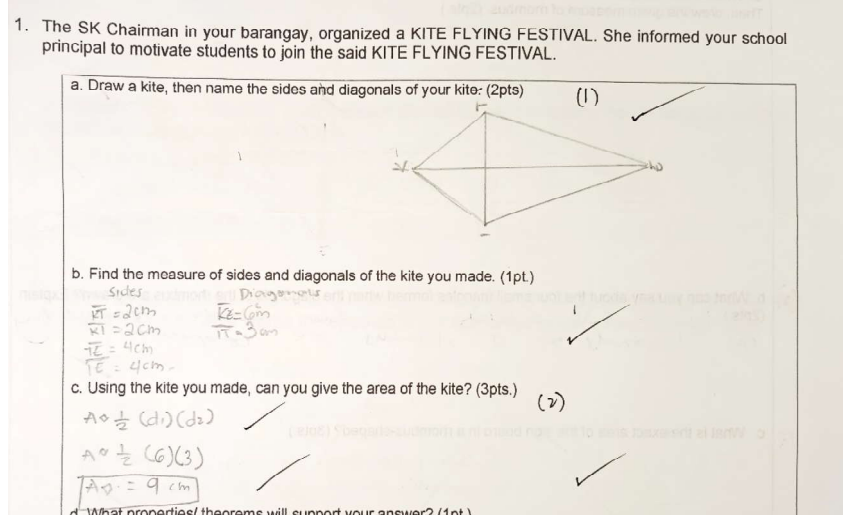 1. The SK Chairman in your barangay, organized a KITE FLYING FESTIVAL. She informed your school
principal to motivate students to join the said KITE FLYING FESTIVAL.
a. Draw a kite, then name the sides and diagonals of your kite: (2pts)
(1)
b. Find the measure of sides and diagonals of the kite you made. (1pt.)
Sides Diagonals
KT = 2cm KE = 6m
KI = 2cm IT = 3cm
TE = 4cm
4cm
c. Using the kite you made, can you give the area of the kite? (3pts.)
(2)
A◇ ½ (d₁)(d₂)
A◇ ½ (6)(3)
A = 9 cm
d. What properties/ theorems will support your answer? (1pt.)